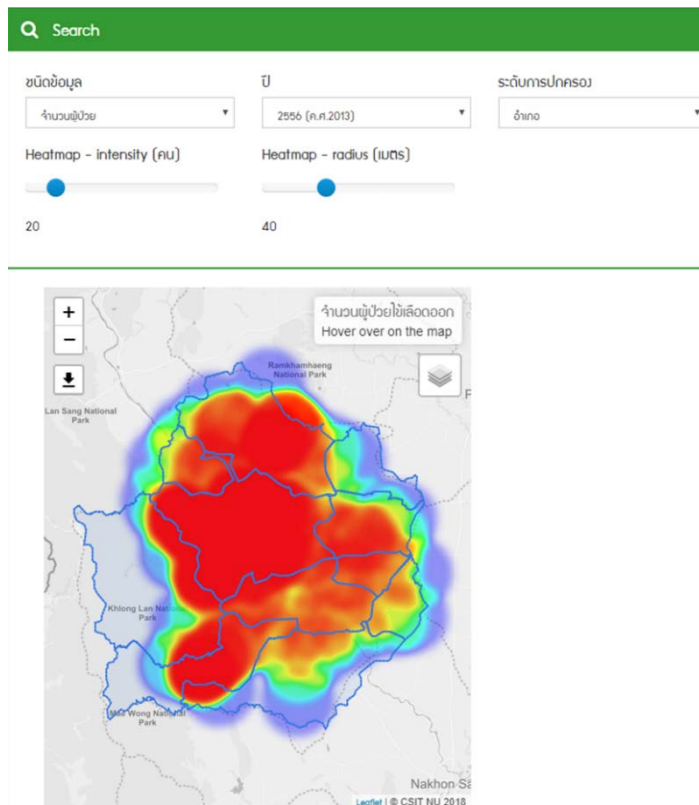 Search
ชนิดข้อมูล
ปี
ระดับการปกครอง
จำนวนผู้ป่วย
2556 (ค.ศ.2013)
อำเภอ
Heatmap - intensity (คน)
Heatmap - radius (เมตร)
20
40
+
−
จำนวนผู้ป่วยไข้เลือดออก
Hover over on the map
Ramkhamhaeng
National Park
Lan Sang National
Park
Khlong Lan National
Park
Mae Wong National
Park
Nakhon Sa
Leaflet | © CSIT NU 2018